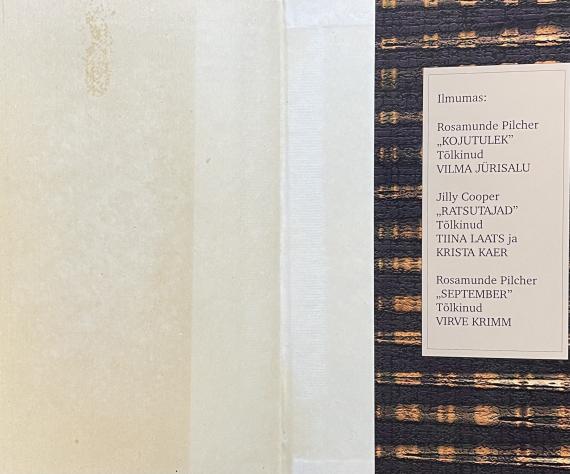 Ilmumas:
Rosamunde Pilcher
„KOJUTULEK”
Tõlkinud
VILMA JÜRISALU
Jilly Cooper
„RATSUTAJAD”
Tõlkinud
TIINA LAATS ja
KRISTA KAER
Rosamunde Pilcher
„SEPTEMBER”
Tõlkinud
VIRVE KRIMM